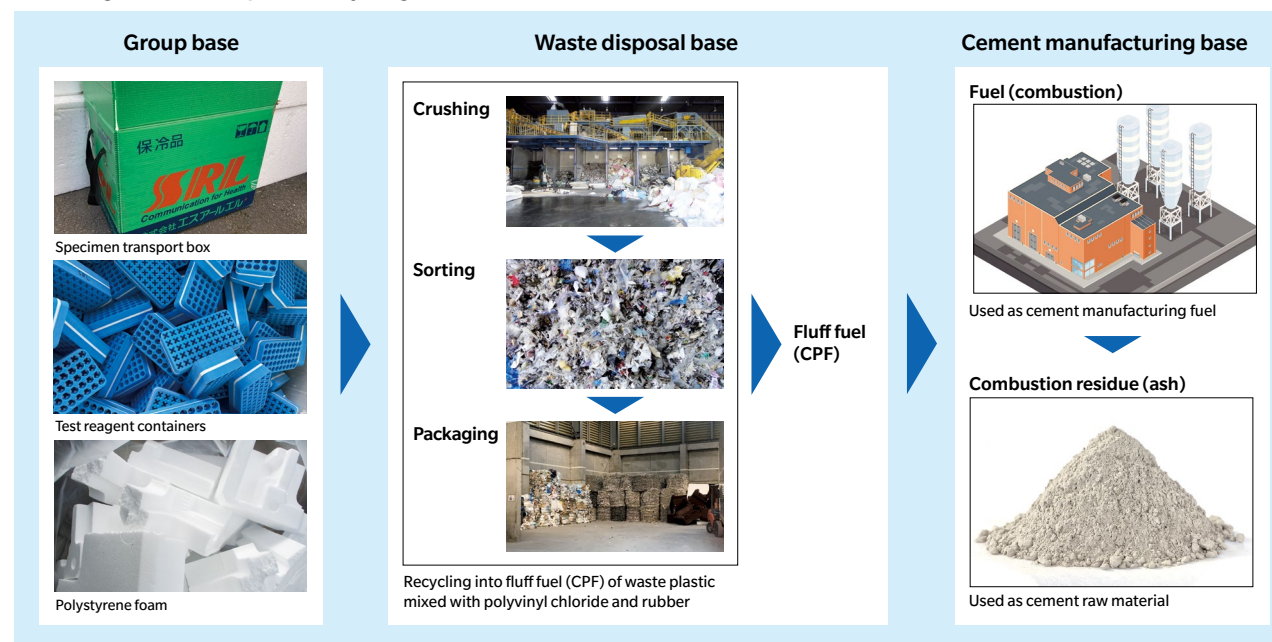 Group base
Specimen transport box
保冷品
SRL
Communication for Health
エスアールエル
Test reagent containers
Polystyrene foam
Waste disposal base
Crushing
Sorting
Packaging
Recycling into fluff fuel (CPF) of waste plastic
mixed with polyvinyl chloride and rubber
Fluff fuel
(CPF)
Cement manufacturing base
Fuel (combustion)
Used as cement manufacturing fuel
Combustion residue (ash)
Used as cement raw material